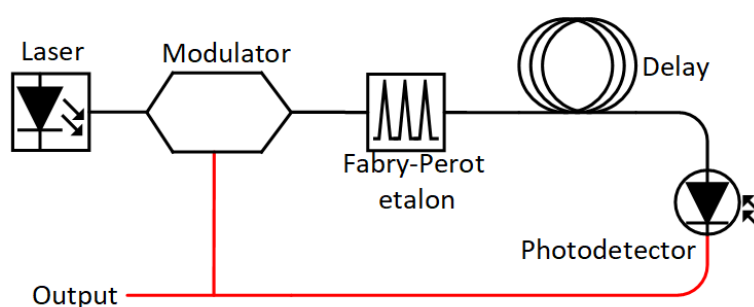 Laser
Modulator
Delay
Fabry-Perot
etalon
Photodetector
Output